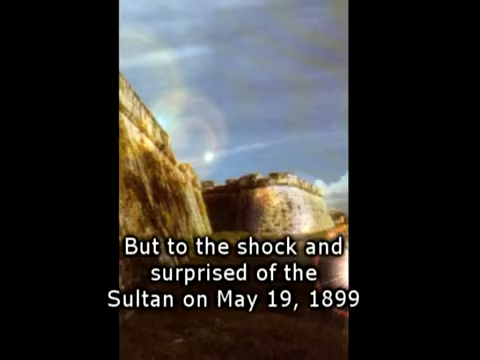 But to the shock and
surprised of the
Sultan on May 19, 1899